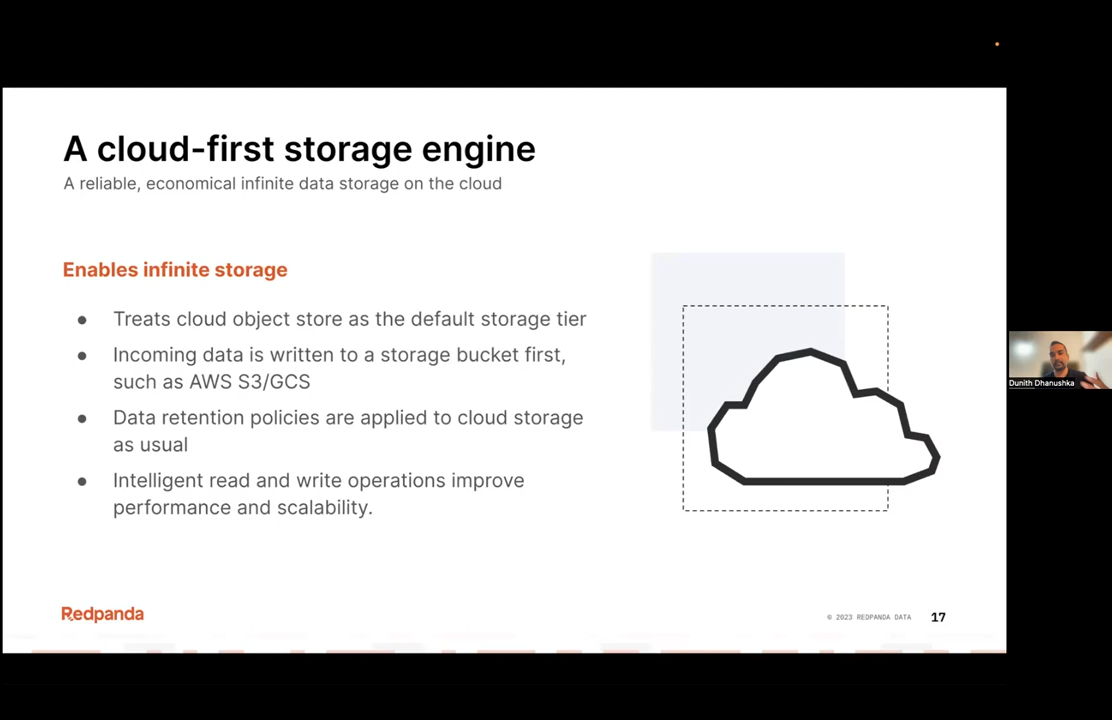 A cloud-first storage engine
A reliable, economical infinite data storage on the cloud
Enables infinite storage
● Treats cloud object store as the default storage tier
● Incoming data is written to a storage bucket first,
such as AWS S3/GCS
● Data retention policies are applied to cloud storage
as usual
● Intelligent read and write operations improve
performance and scalability.
Dunith Dhanushka
Redpanda
© 2023 REDPANDA DATA 17